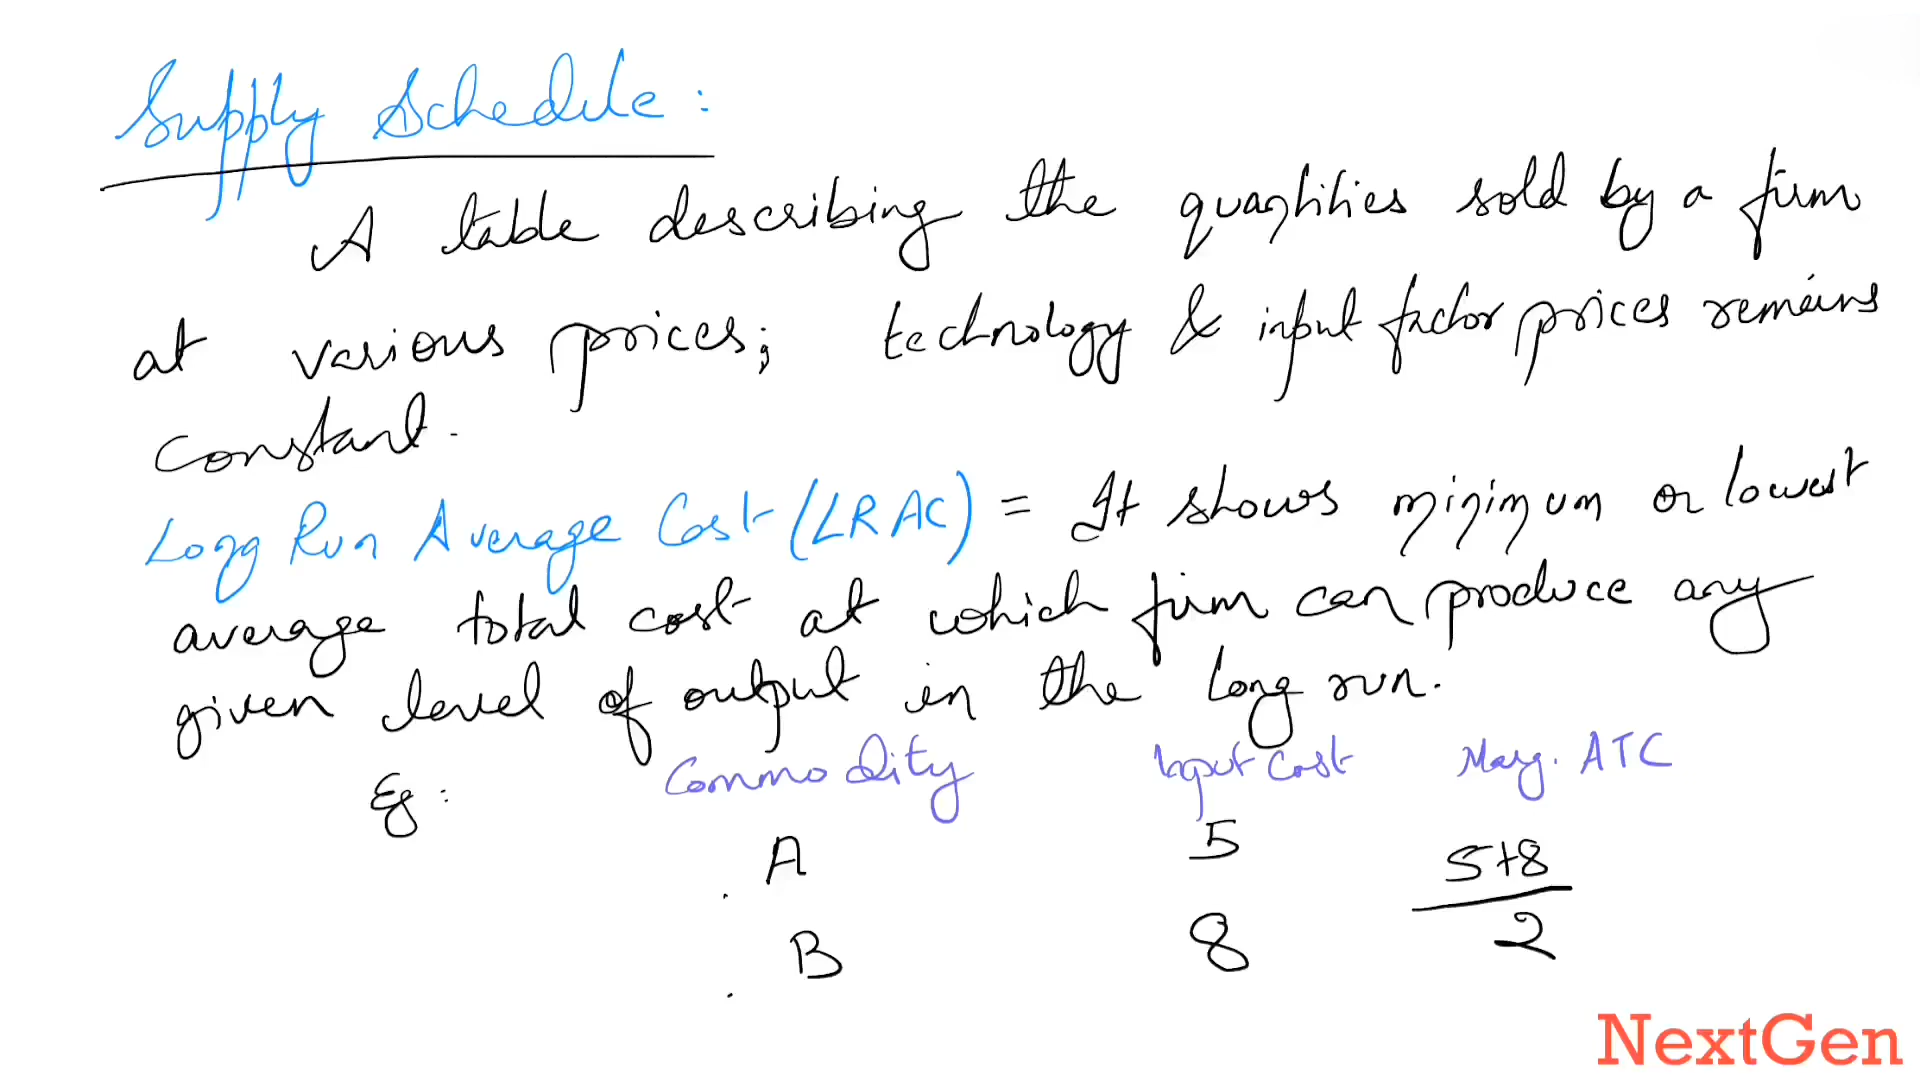 Supply Schedule:
A table describing the quantities sold by a firm
at various prices; technology & input factor prices remains
constant.
Long Run Average Cost (LRAC) = It shows minimum or lowest
average total cost at which firm can produce any
given level of output in the long run.
Eg: Commodity Input Cost Marg. ATC
A 5 5+8
B 8 2
NextGen